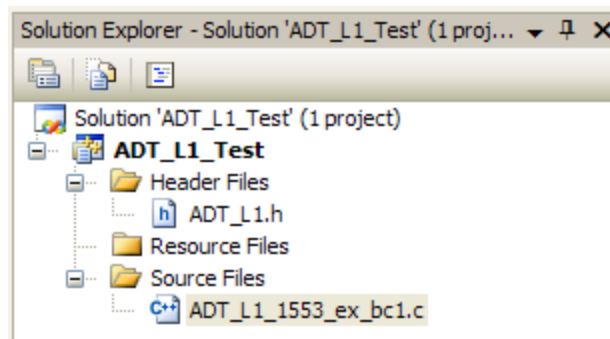 Solution Explorer - Solution 'ADT_L1_Test' (1 proj...
Solution 'ADT_L1_Test' (1 project)
ADT_L1_Test
Header Files
h ADT_L1.h
Resource Files
Source Files
C++ ADT_L1_1553_ex_bc1.c